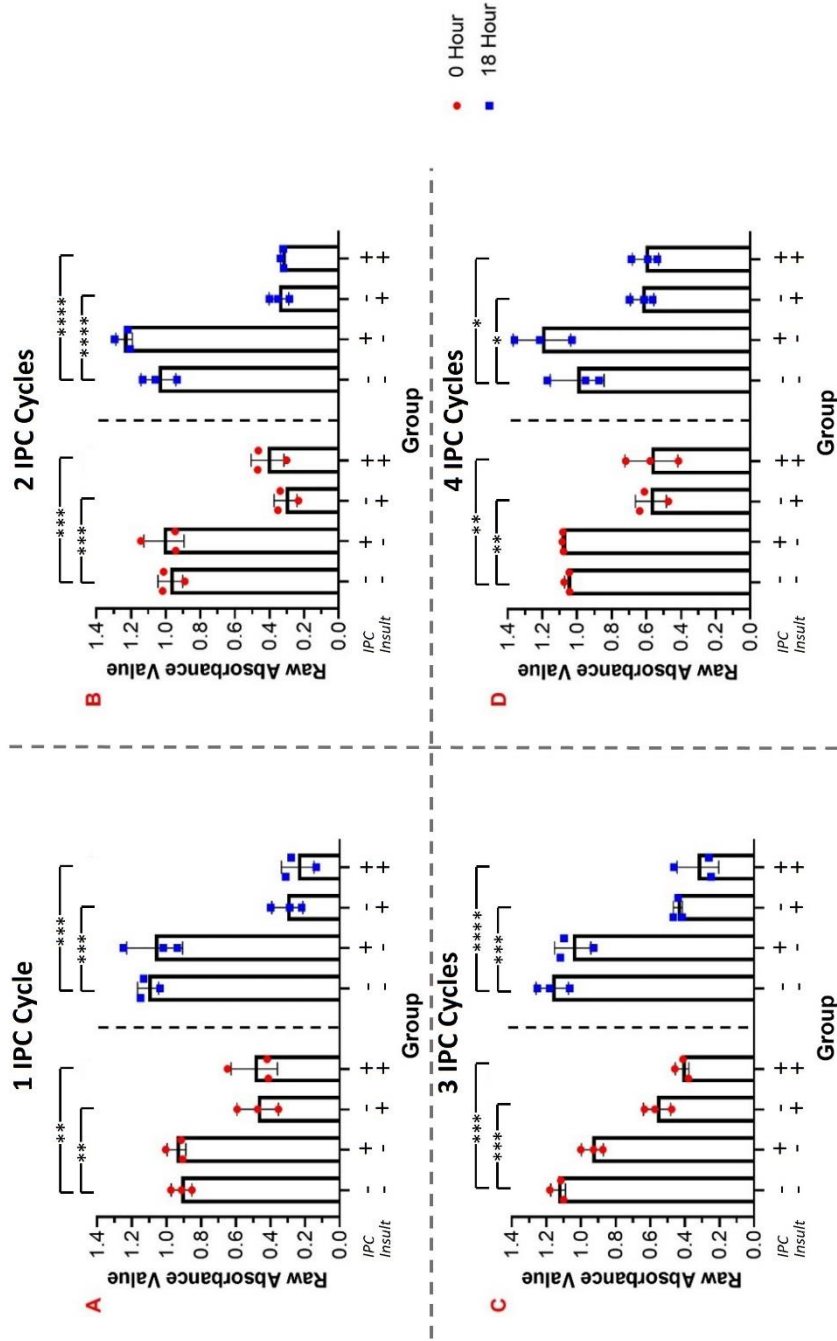 A
1 IPC Cycle
** ***
** ***
Raw Absorbance Value
1.4
1.2
1.0
0.8
0.6
0.4
0.2
0.0
IPC - + - + - + - +
Insult - - + + - - + +
Group
B
2 IPC Cycles
*** ****
*** ****
Raw Absorbance Value
1.4
1.2
1.0
0.8
0.6
0.4
0.2
0.0
IPC - + - + - + - +
Insult - - + + - - + +
Group
C
3 IPC Cycles
*** ****
*** ***
Raw Absorbance Value
1.4
1.2
1.0
0.8
0.6
0.4
0.2
0.0
IPC - + - + - + - +
Insult - - + + - - + +
Group
D
4 IPC Cycles
** *
** *
Raw Absorbance Value
1.4
1.2
1.0
0.8
0.6
0.4
0.2
0.0
IPC - + - + - + - +
Insult - - + + - - + +
Group
0 Hour
18 Hour